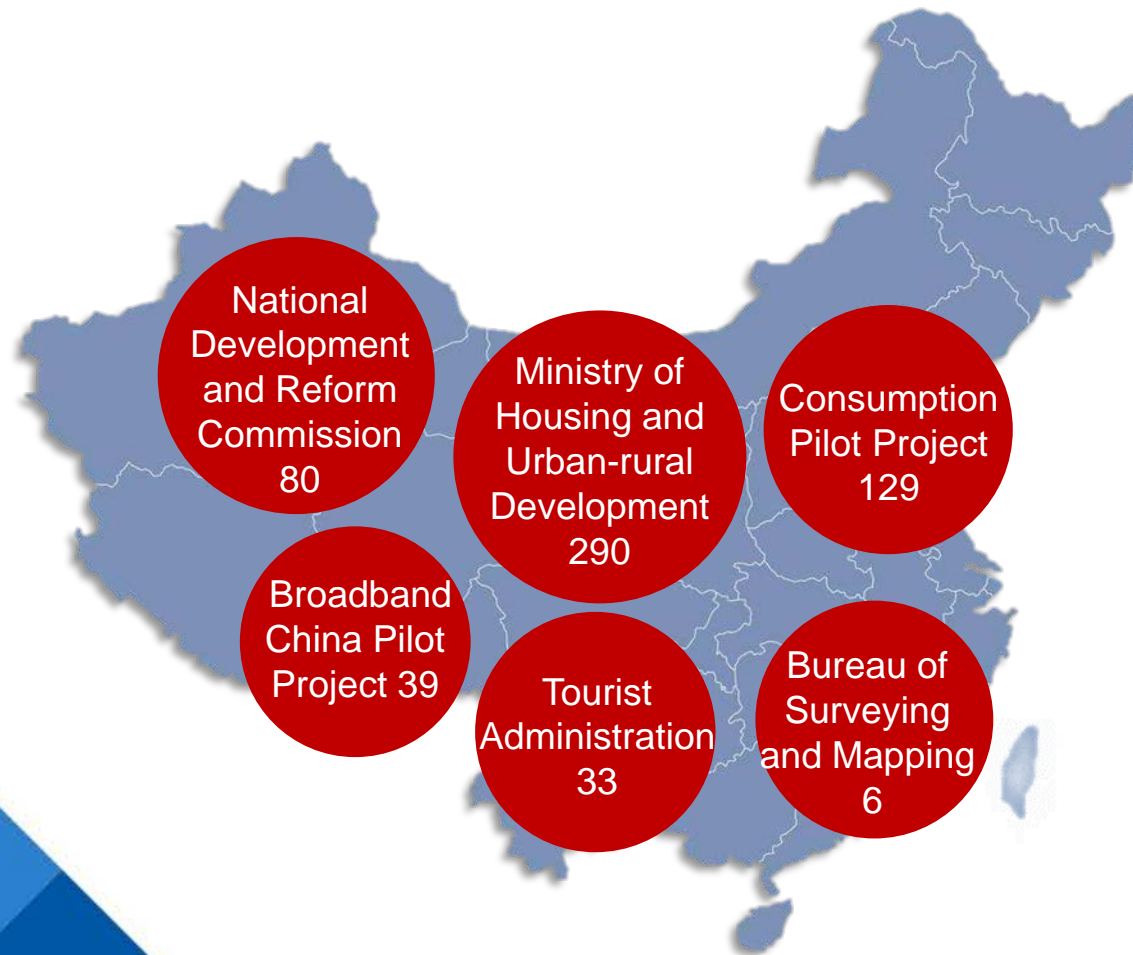 National
Development
and Reform
Commission
80
Ministry of
Housing and
Urban-rural
Development
290
Consumption
Pilot Project
129
Broadband
China Pilot
Project 39
Tourist
Administration
33
Bureau of
Surveying
and Mapping
6